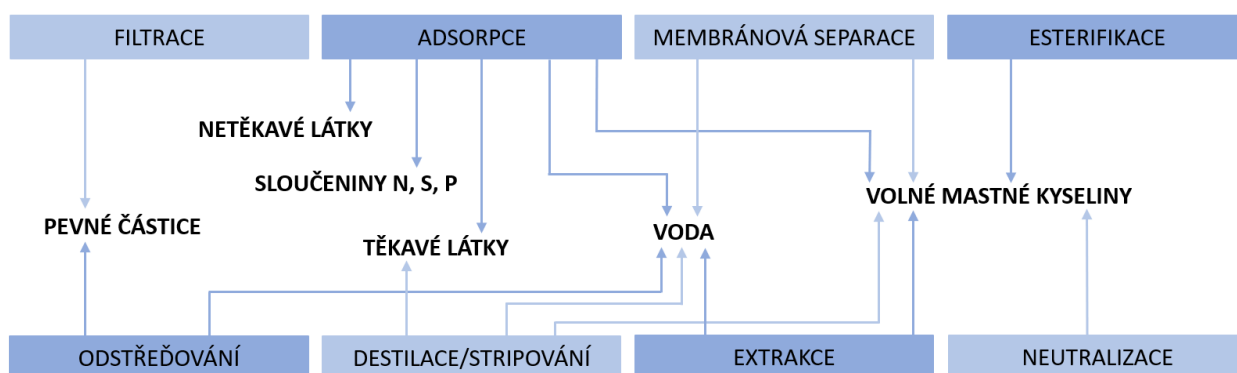 FILTRACE
ADSORPCE
MEMBRÁNOVÁ SEPARACE
ESTERIFIKACE
NETĚKAVÉ LÁTKY
SLOUČENINY N, S, P
VOLNÉ MASTNÉ KYSELINY
PEVNÉ ČÁSTICE
VODA
TĚKAVÉ LÁTKY
ODSTŘEĎOVÁNÍ
DESTILACE/STRIPOVÁNÍ
EXTRAKCE
NEUTRALIZACE